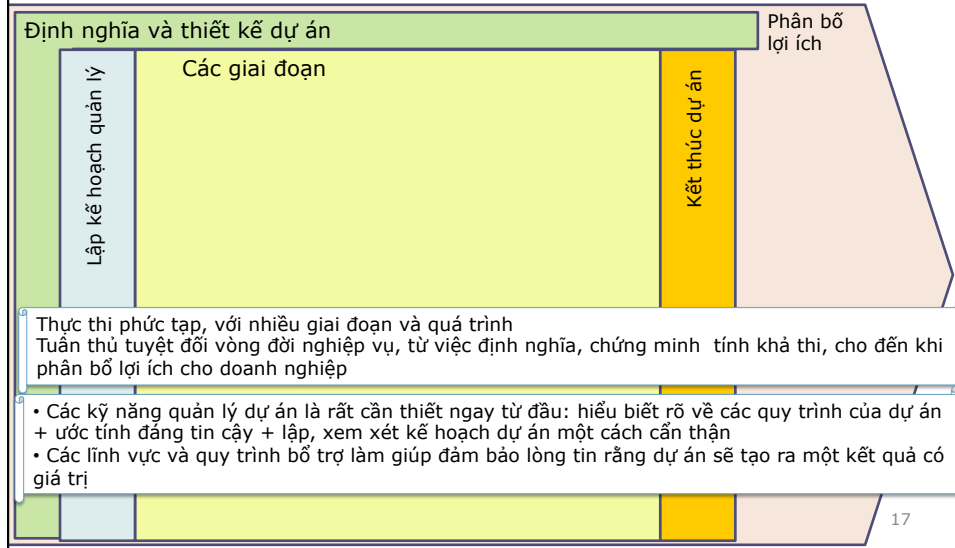 Định nghĩa và thiết kế dự án
Phân bố
lợi ích
Lập kế hoạch quản lý
Các giai đoạn
Kết thúc dự án
Thực thi phức tạp, với nhiều giai đoạn và quá trình
Tuân thủ tuyệt đối vòng đời nghiệp vụ, từ việc định nghĩa, chứng minh tính khả thi, cho đến khi
phân bổ lợi ích cho doanh nghiệp
• Các kỹ năng quản lý dự án là rất cần thiết ngay từ đầu: hiểu biết rõ về các quy trình của dự án
+ ước tính đáng tin cậy + lập, xem xét kế hoạch dự án một cách cẩn thận
• Các lĩnh vực và quy trình bổ trợ làm giúp đảm bảo lòng tin rằng dự án sẽ tạo ra một kết quả có
giá trị
17